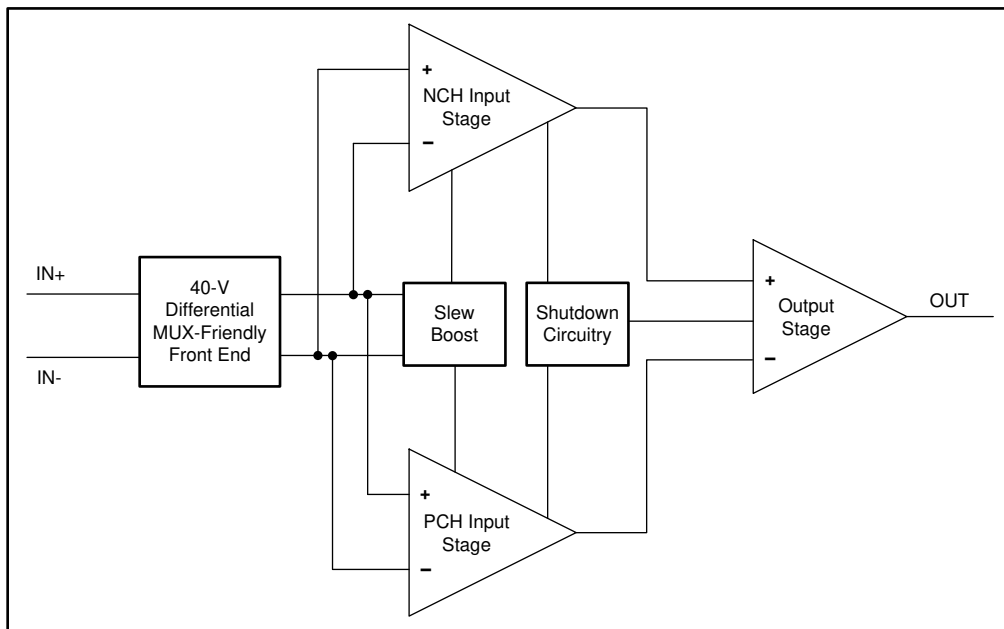 +
NCH Input
Stage
−
IN+
IN-
40-V
Differential
MUX-Friendly
Front End
Slew
Boost
Shutdown
Circuitry
+
Output
Stage
−
OUT
+
PCH Input
Stage
−